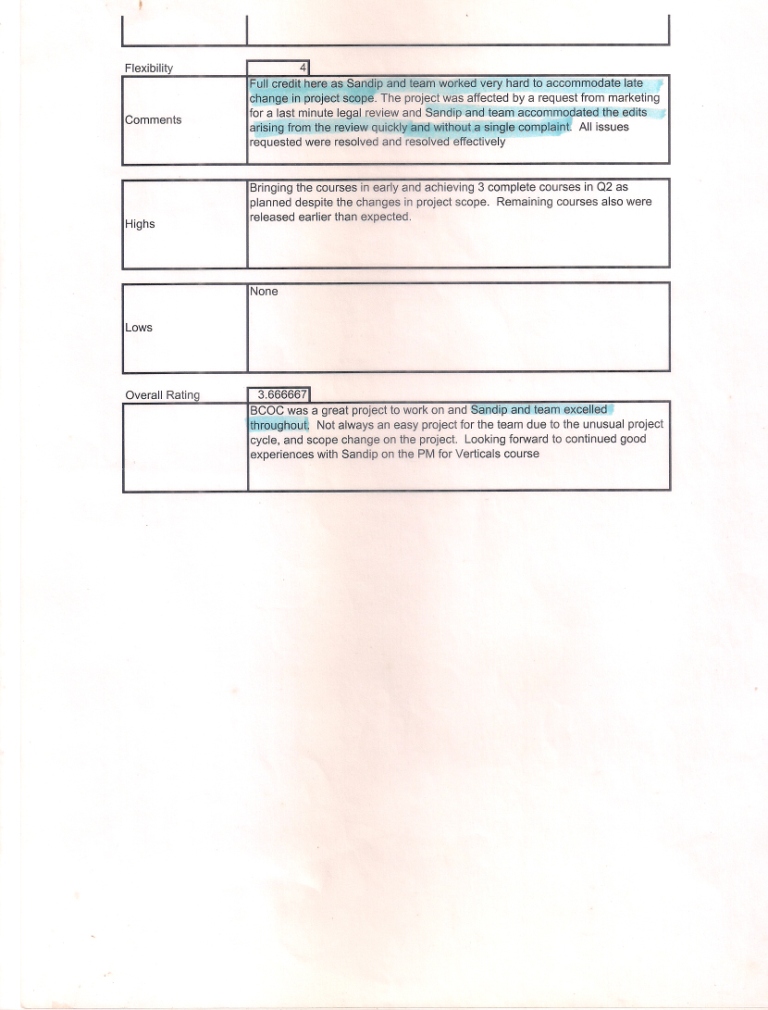 Flexibility 4
Full credit here as Sandip and team worked very hard to accommodate late
change in project scope. The project was affected by a request from marketing
for a last minute legal review and Sandip and team accommodated the edits
Comments
arising from the review quickly and without a single complaint. All issues
requested were resolved and resolved effectively
Bringing the courses in early and achieving 3 complete courses in Q2 as
planned despite the changes in project scope. Remaining courses also were
released earlier than expected.
Highs
None
Lows
Overall Rating 3.666667
BCOC was a great project to work on and Sandip and team excelled
throughout. Not always an easy project for the team due to the unusual project
cycle, and scope change on the project. Looking forward to continued good
experiences with Sandip on the PM for Verticals course